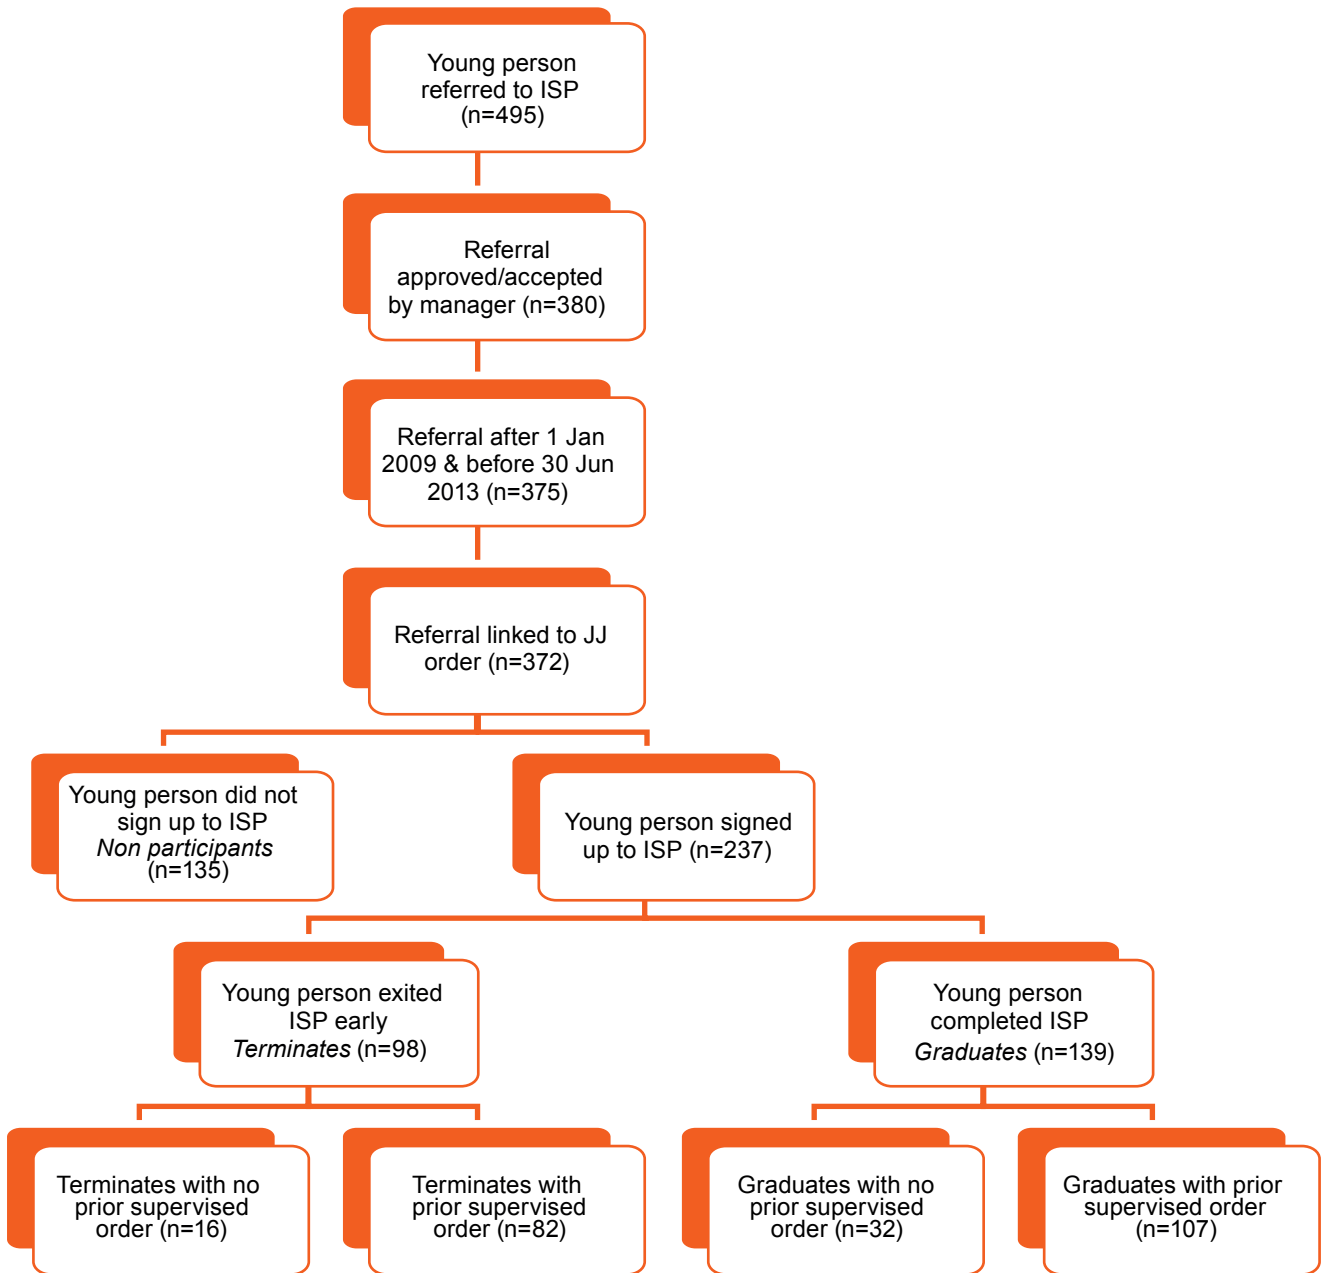 Young person
referred to ISP
(n=495)
Referral
approved/accepted
by manager (n=380)
Referral after 1 Jan
2009 & before 30 Jun
2013 (n=375)
Referral linked to JJ
order (n=372)
Young person did not
sign up to ISP
Non participants
(n=135)
Young person signed
up to ISP (n=237)
Young person exited
ISP early
Terminates (n=98)
Young person
completed ISP
Graduates (n=139)
Terminates with no
prior supervised
order (n=16)
Terminates with
prior supervised
order (n=82)
Graduates with no
prior supervised
order (n=32)
Graduates with prior
supervised order
(n=107)